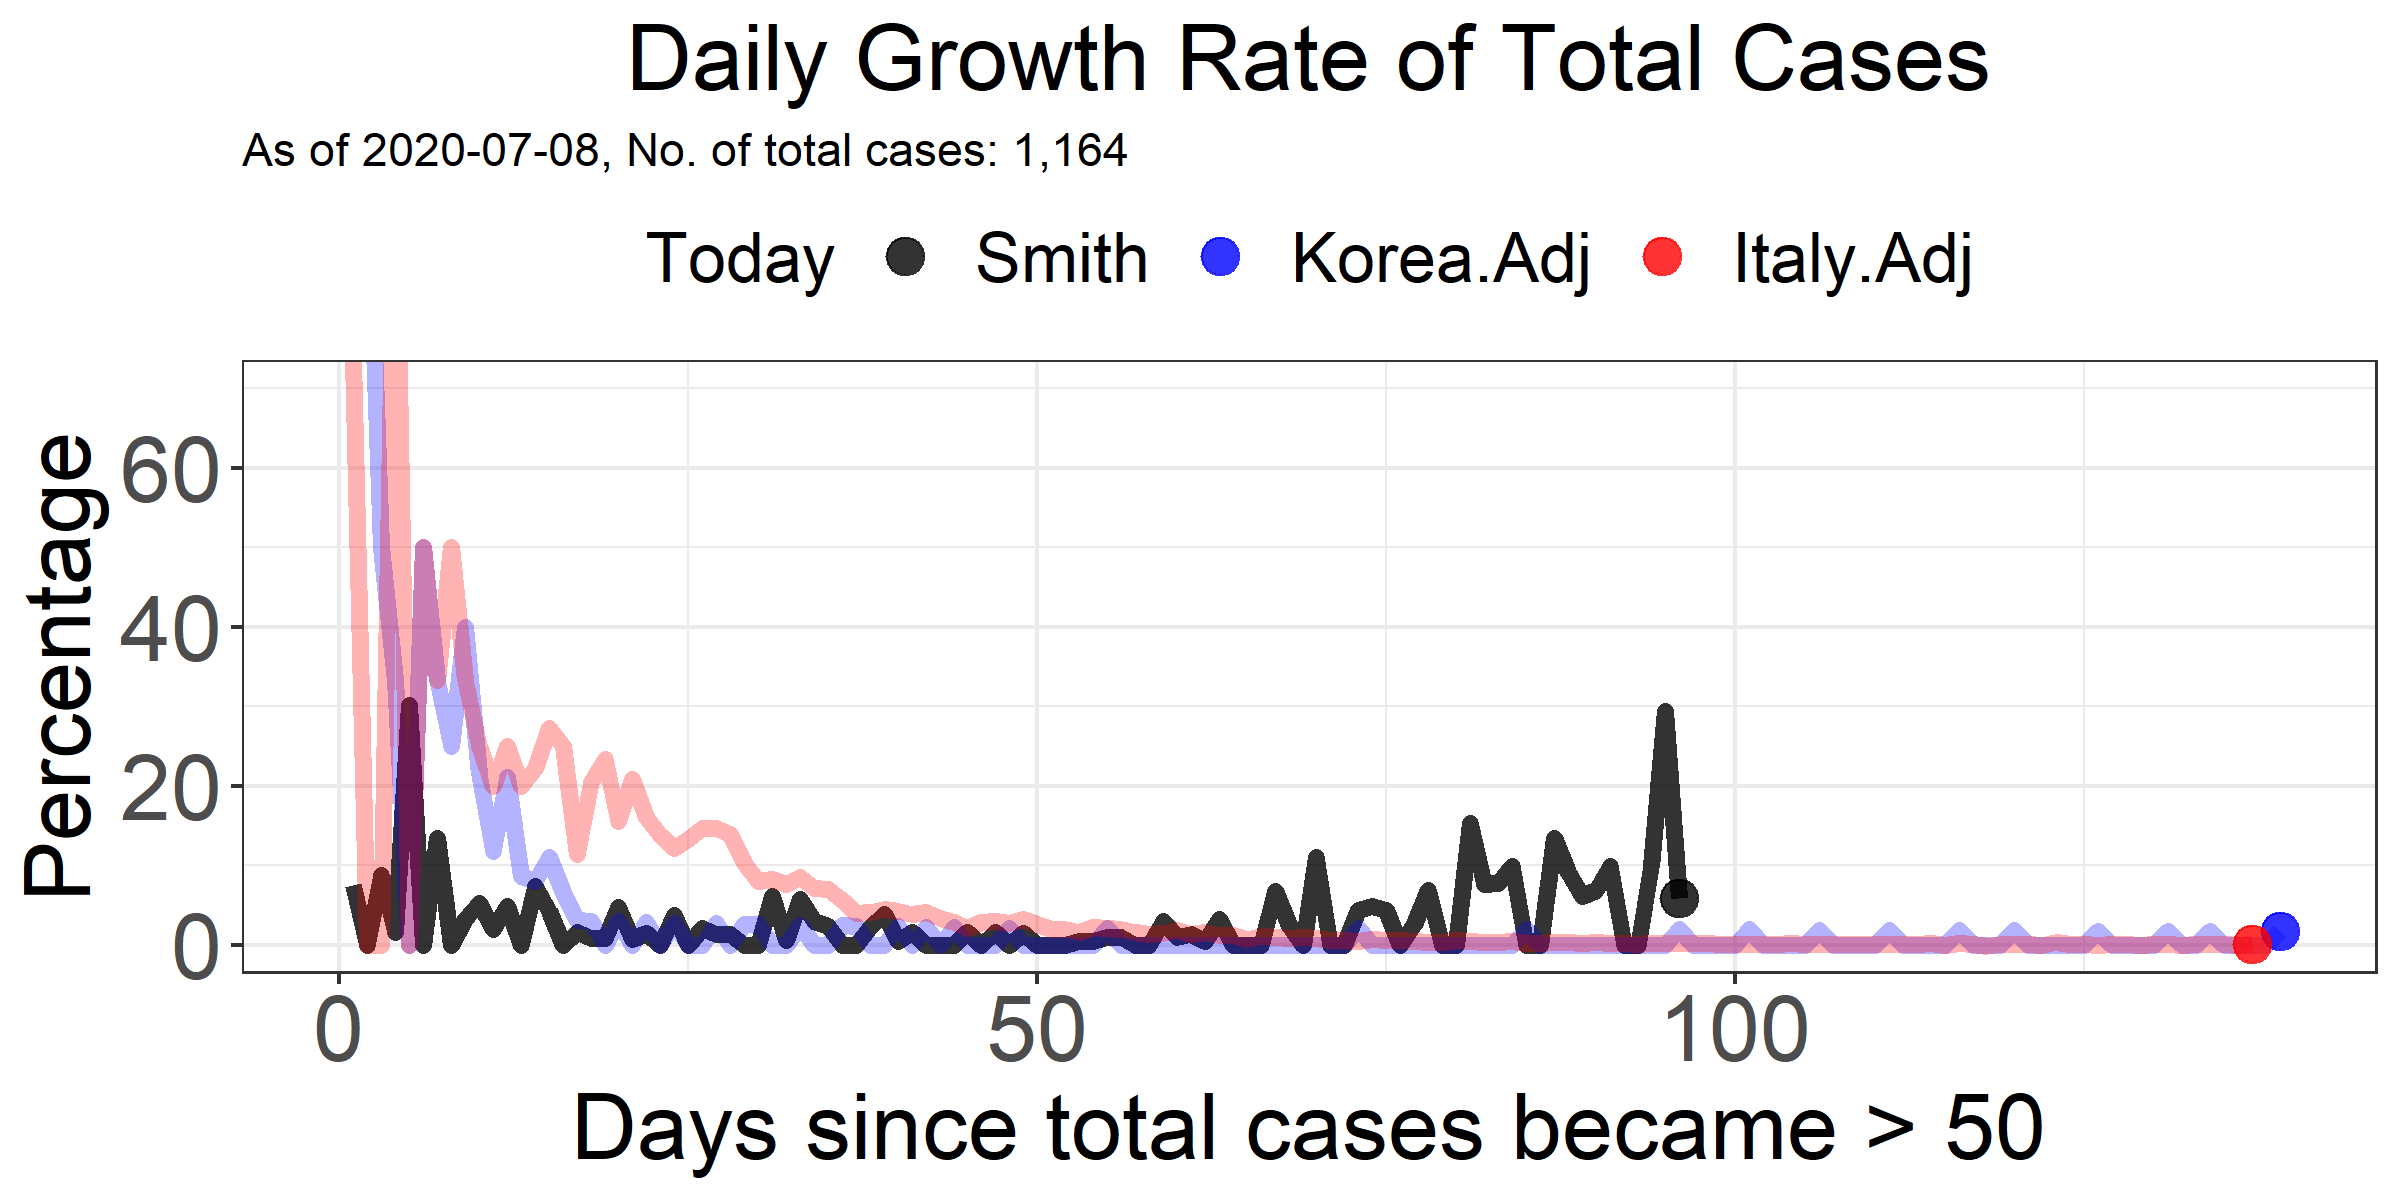 Daily Growth Rate of Total Cases
As of 2020-07-08, No. of total cases: 1,164
Today Smith Korea.Adj Italy.Adj
Percentage
60
40
20
0
0 50 100
Days since total cases became > 50